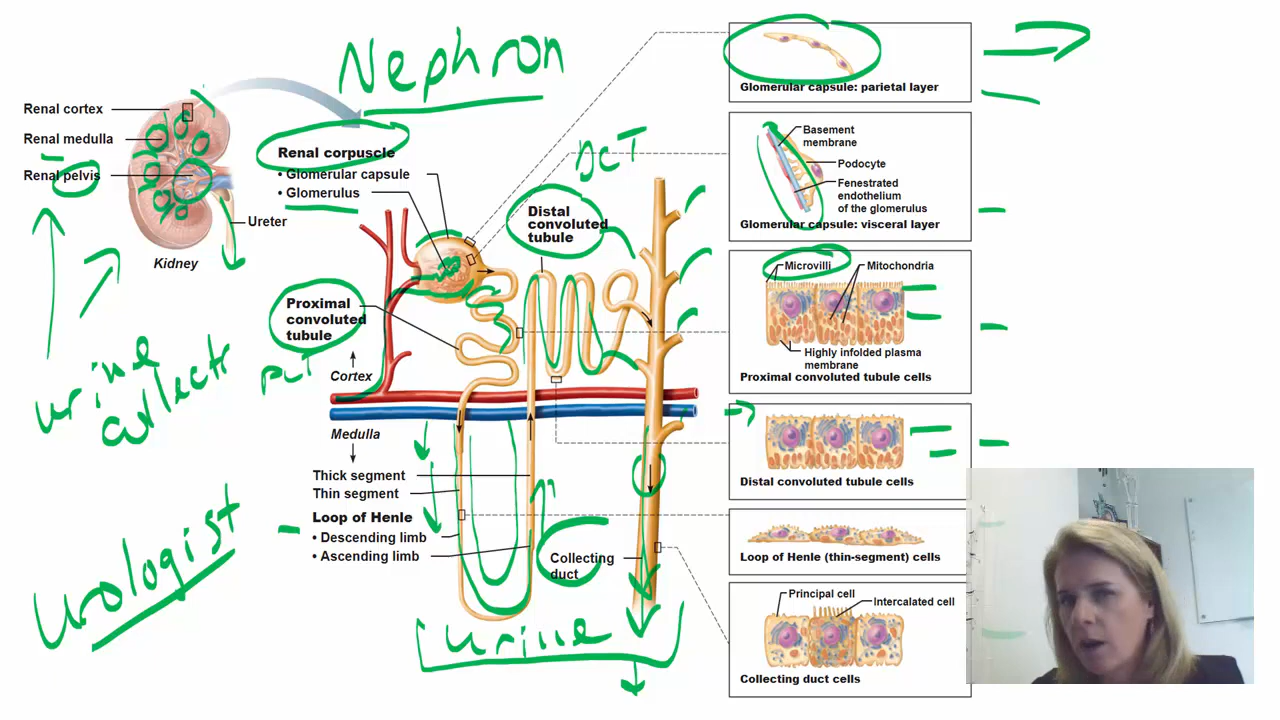 Nephron
Renal cortex
Renal medulla
Renal pelvis
Ureter
Kidney
Renal corpuscle
• Glomerular capsule
• Glomerulus
DCT
Distal
convoluted
tubule
Proximal
convoluted
tubule
PCT
Cortex
Medulla
Thick segment
Thin segment
Loop of Henle
• Descending limb
• Ascending limb
Collecting
duct
urine
urine
Urologist
Glomerular capsule: parietal layer
Basement
membrane
Podocyte
Fenestrated
endothelium
of the glomerulus
Glomerular capsule: visceral layer
Microvilli
Mitochondria
Highly infolded plasma
membrane
Proximal convoluted tubule cells
Distal convoluted tubule cells
Loop of Henle (thin-segment) cells
Principal cell
Intercalated cell
Collecting duct cells